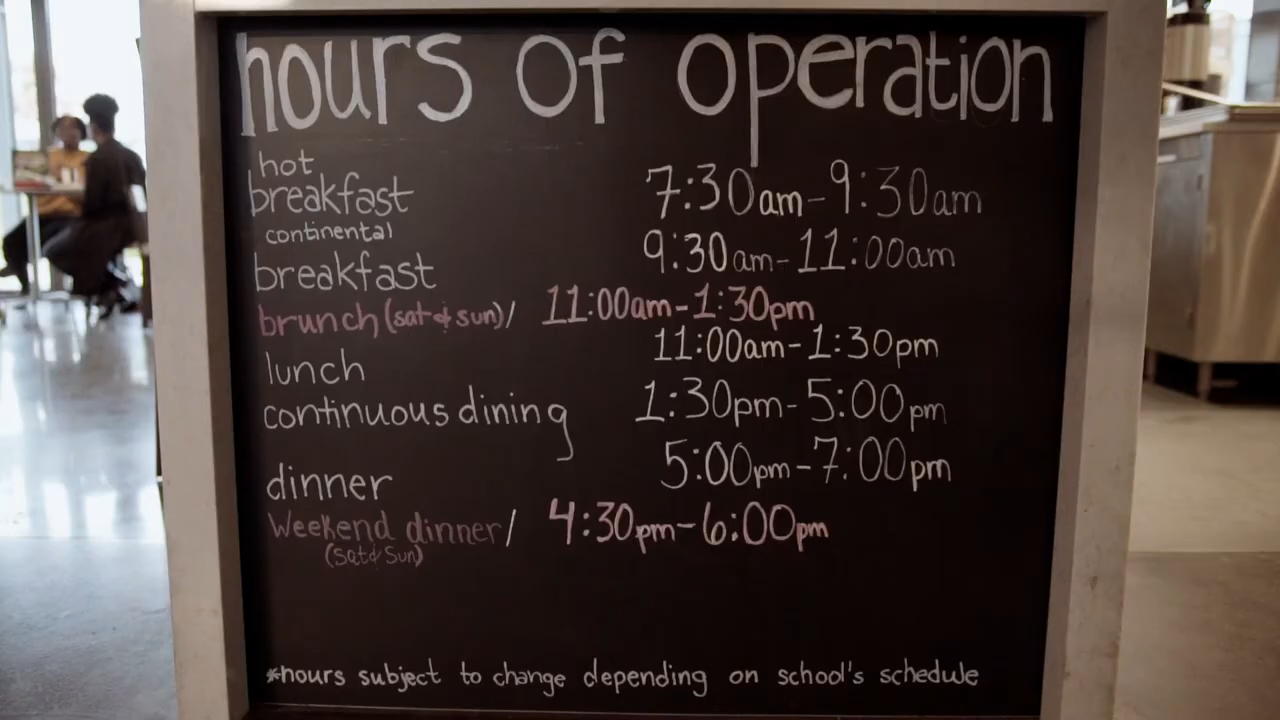 hours of operation
hot
breakfast 7:30am-9:30am
continental
breakfast 9:30am-11:00am
brunch (sat & sun)/ 11:00am-1:30pm
lunch 11:00am-1:30pm
continuous dining 1:30pm-5:00pm
dinner 5:00pm-7:00pm
weekend dinner/ 4:30pm-6:00pm
(sat & sun)
*hours subject to change depending on school's schedule